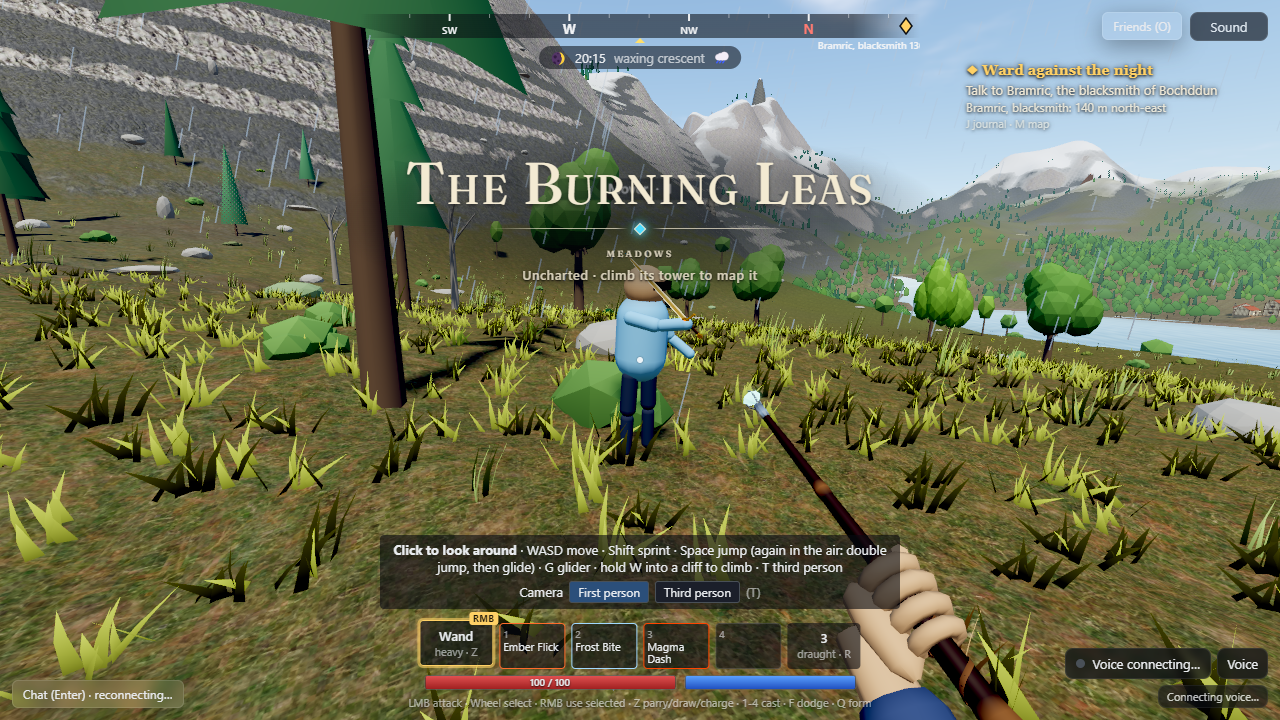 SW
W
NW
N
Bramric, blacksmith 13
20:15 waxing crescent
Friends (O)
Sound
Ward against the night
Talk to Bramric, the blacksmith of Bochddun
Bramric, blacksmith: 140 m north-east
J journal · M map
The Burning Leas
MEADOWS
Uncharted · climb its tower to map it
Click to look around · WASD move · Shift sprint · Space jump (again in the air: double
jump, then glide) · G glider · hold W into a cliff to climb · T third person
Camera First person Third person (T)
RMB
Wand
heavy · Z
1
Ember Flick
2
Frost Bite
3
Magma
Dash
4
3
draught · R
100 / 100
LMB attack · Wheel select · RMB use selected · Z parry/draw/charge · 1-4 cast · F dodge · Q form
Chat (Enter) · reconnecting...
Voice connecting...
Voice
Connecting voice...